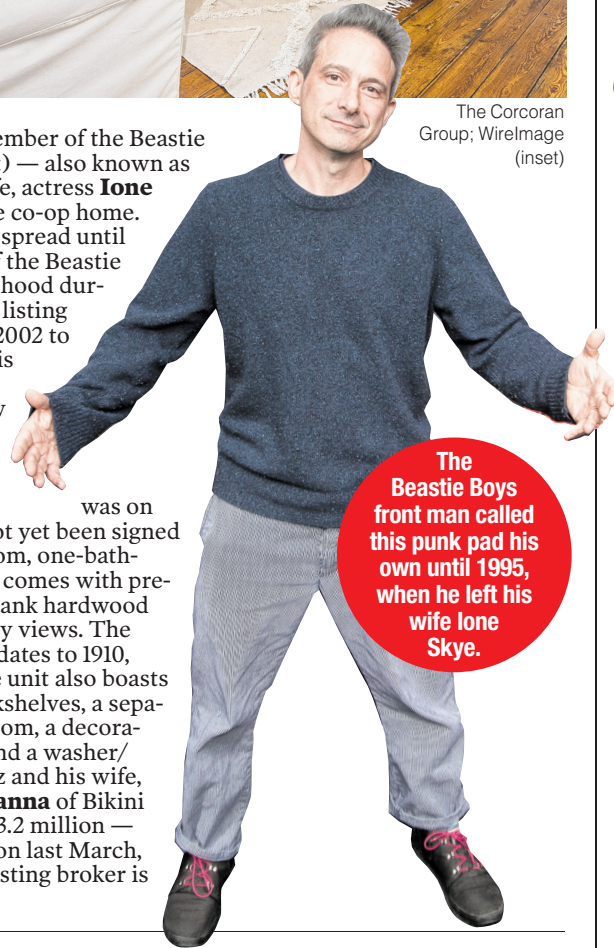 The Corcoran
Group; WireImage
(inset)
ember of the Beastie
) — also known as
e, actress Ione
e co-op home.
spread until
f the Beastie
hood dur-
listing
2002 to
is
was on
ot yet been signed
om, one-bath-
comes with pre-
ank hardwood
y views. The
dates to 1910,
e unit also boasts
kshelves, a sepa-
om, a decora-
nd a washer/
z and his wife,
anna of Bikini
3.2 million —
on last March,
sting broker is
The
Beastie Boys
front man called
this punk pad his
own until 1995,
when he left his
wife Ione
Skye.